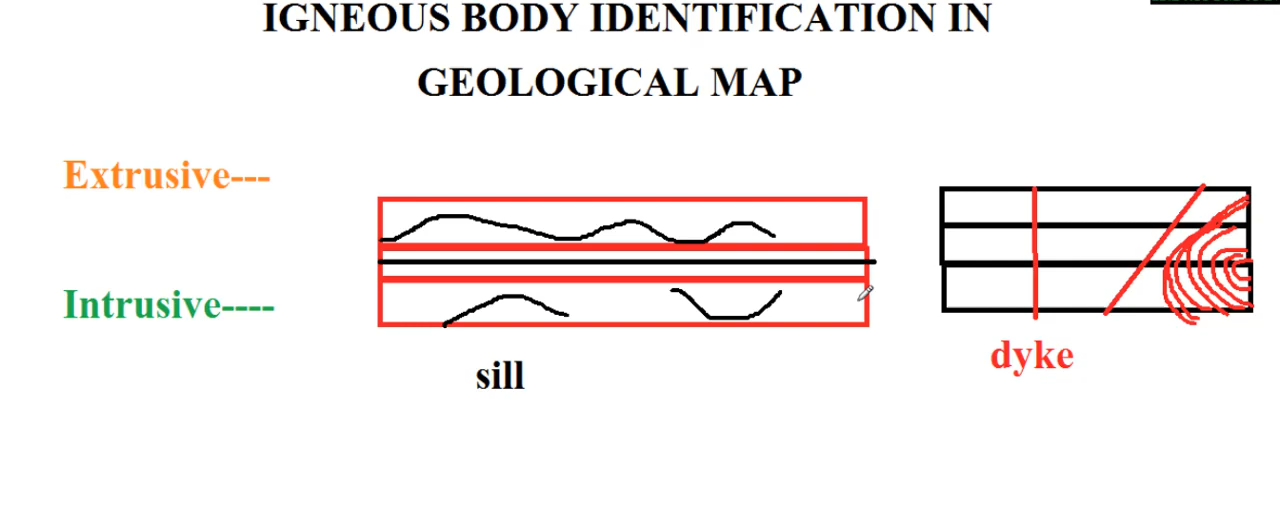 IGNEOUS BODY IDENTIFICATION IN
GEOLOGICAL MAP
Extrusive---
Intrusive----
sill
dyke